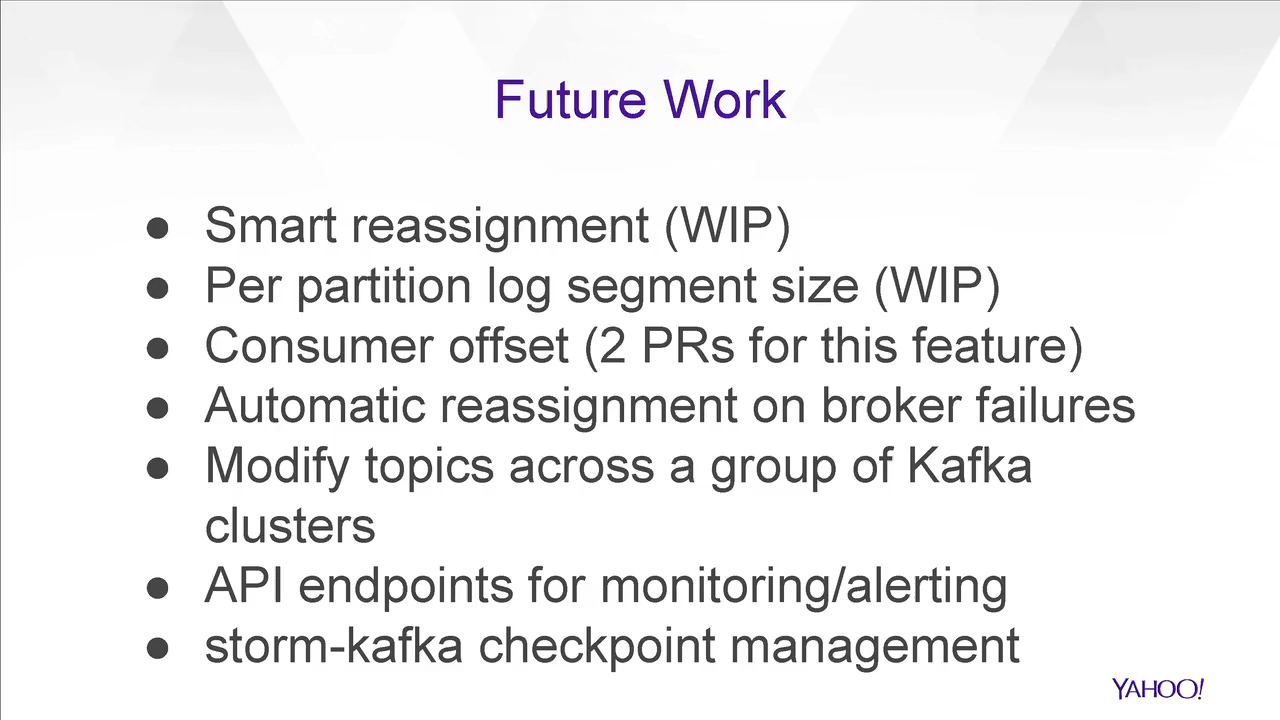 Future Work
● Smart reassignment (WIP)
● Per partition log segment size (WIP)
● Consumer offset (2 PRs for this feature)
● Automatic reassignment on broker failures
● Modify topics across a group of Kafka
clusters
● API endpoints for monitoring/alerting
● storm-kafka checkpoint management
YAHOO!